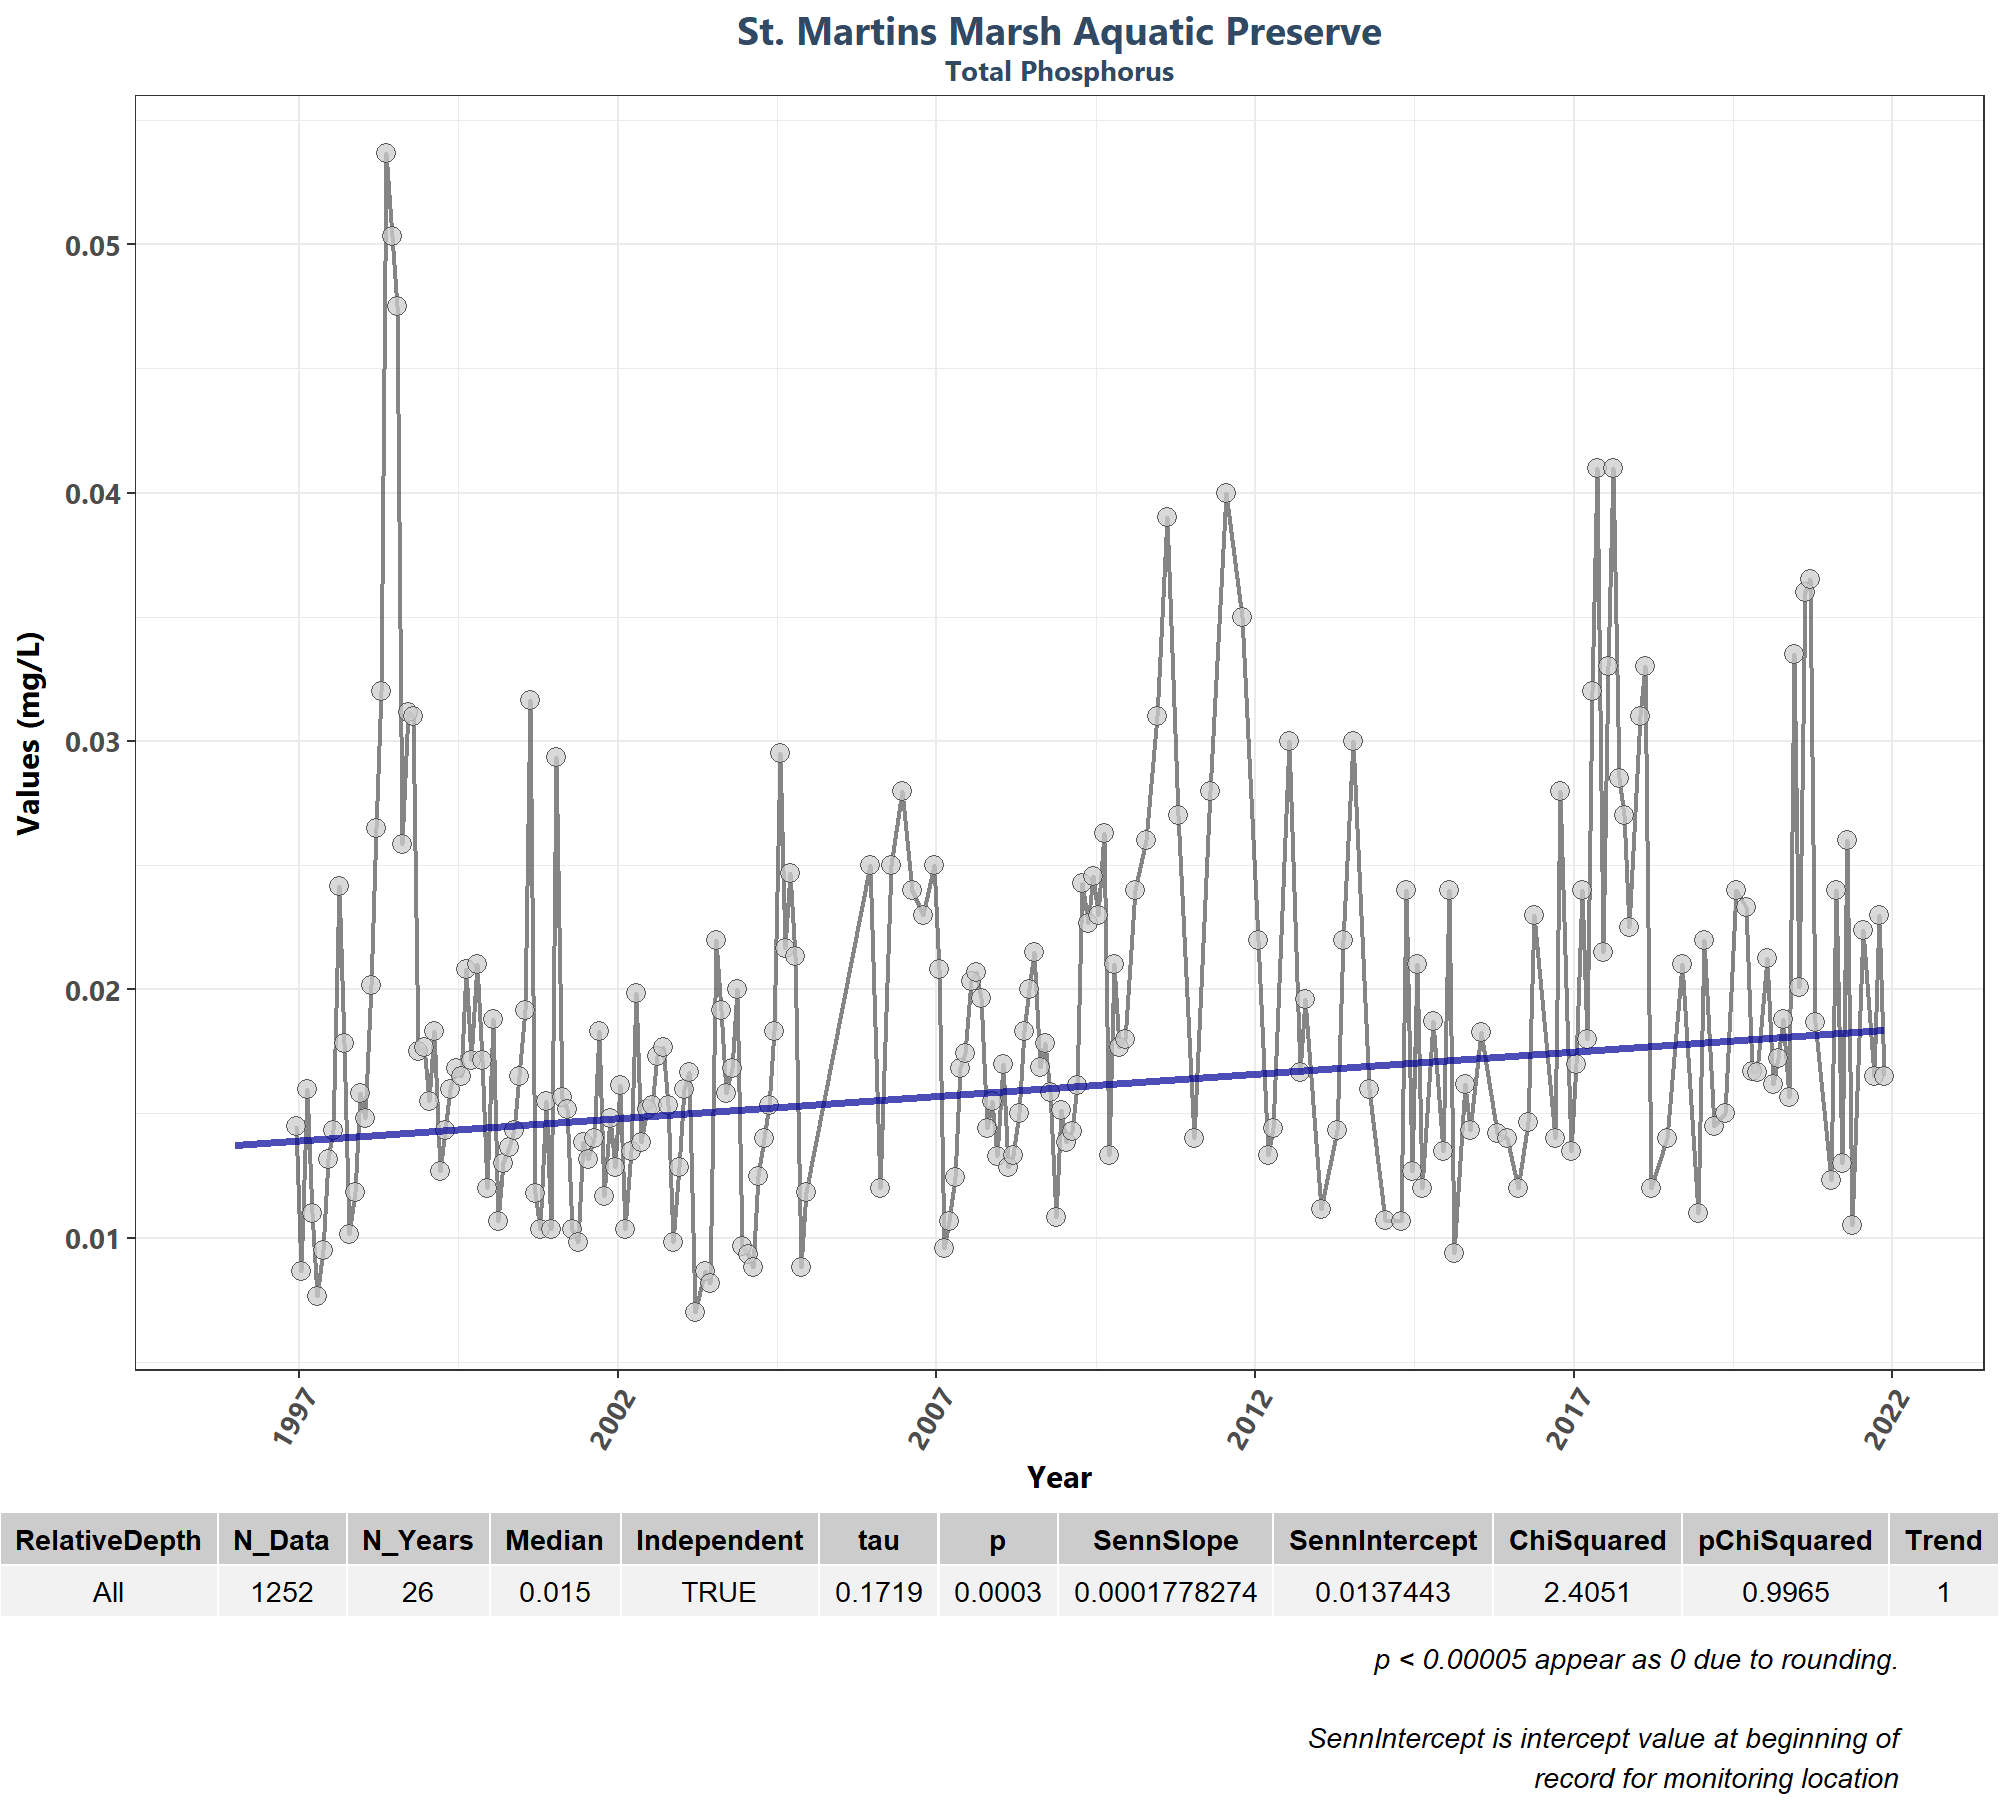 St. Martins Marsh Aquatic Preserve
Total Phosphorus
Values (mg/L)
0.05
0.04
0.03
0.02
0.01
1997 2002 2007 2012 2017 2022
Year
RelativeDepth N_Data N_Years Median Independent tau p SennSlope SennIntercept ChiSquared pChiSquared Trend
All 1252 26 0.015 TRUE 0.1719 0.0003 0.0001778274 0.0137443 2.4051 0.9965 1
p < 0.00005 appear as 0 due to rounding.
SennIntercept is intercept value at beginning of
record for monitoring location